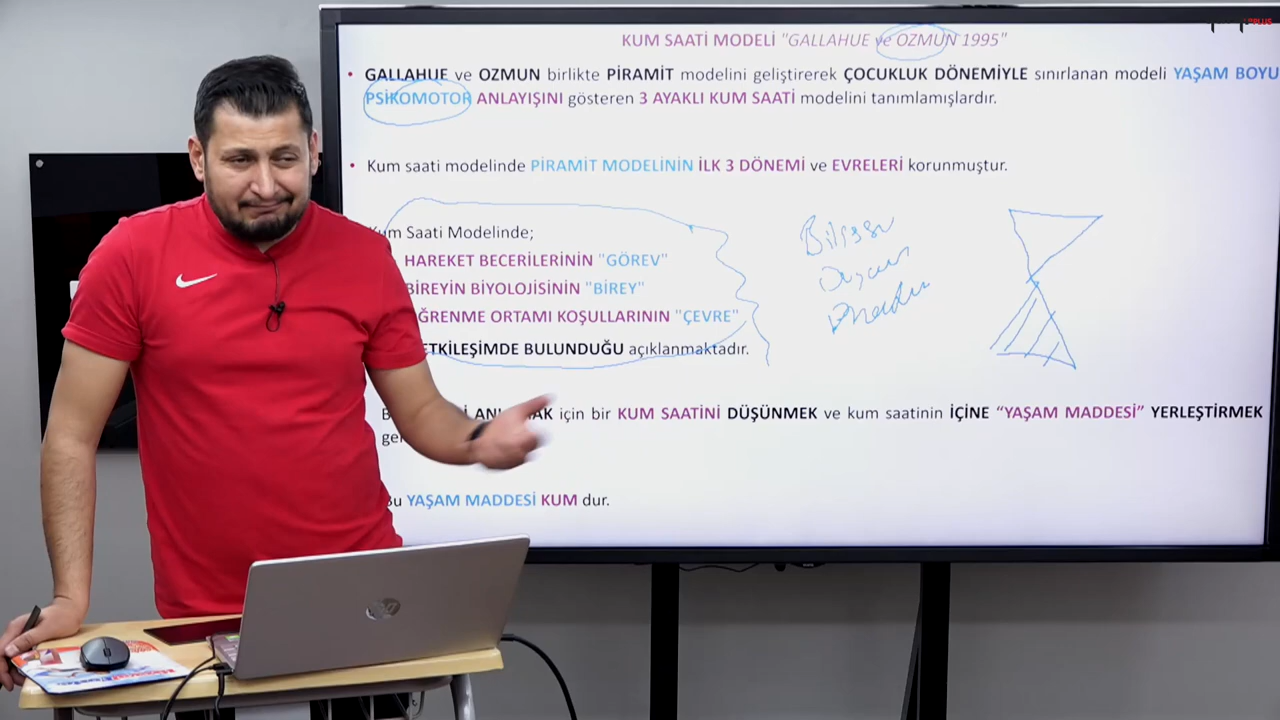 PLUS
KUM SAATİ MODELİ "GALLAHUE ve OZMUN 1995"
• GALLAHUE ve OZMUN birlikte PİRAMİT modelini geliştirerek ÇOCUKLUK DÖNEMİYLE sınırlanan modeli YAŞAM BOYU
PSİKOMOTOR ANLAYIŞINI gösteren 3 AYAKLI KUM SAATİ modelini tanımlamışlardır.
• Kum saati modelinde PİRAMİT MODELİNİN İLK 3 DÖNEMİ ve EVRELERİ korunmuştur.
Kum Saati Modelinde;
HAREKET BECERİLERİNİN "GÖREV"
BİREYİN BİYOLOJİSİNİN "BİREY"
ĞRENME ORTAMI KOŞULLARININ "ÇEVRE"
ETKİLEŞİMDE BULUNDUĞU açıklanmaktadır.
için bir KUM SAATİNİ DÜŞÜNMEK ve kum saatinin İÇİNE "YAŞAM MADDESİ" YERLEŞTİRMEK
Bu YAŞAM MADDESİ KUM dur.
hp